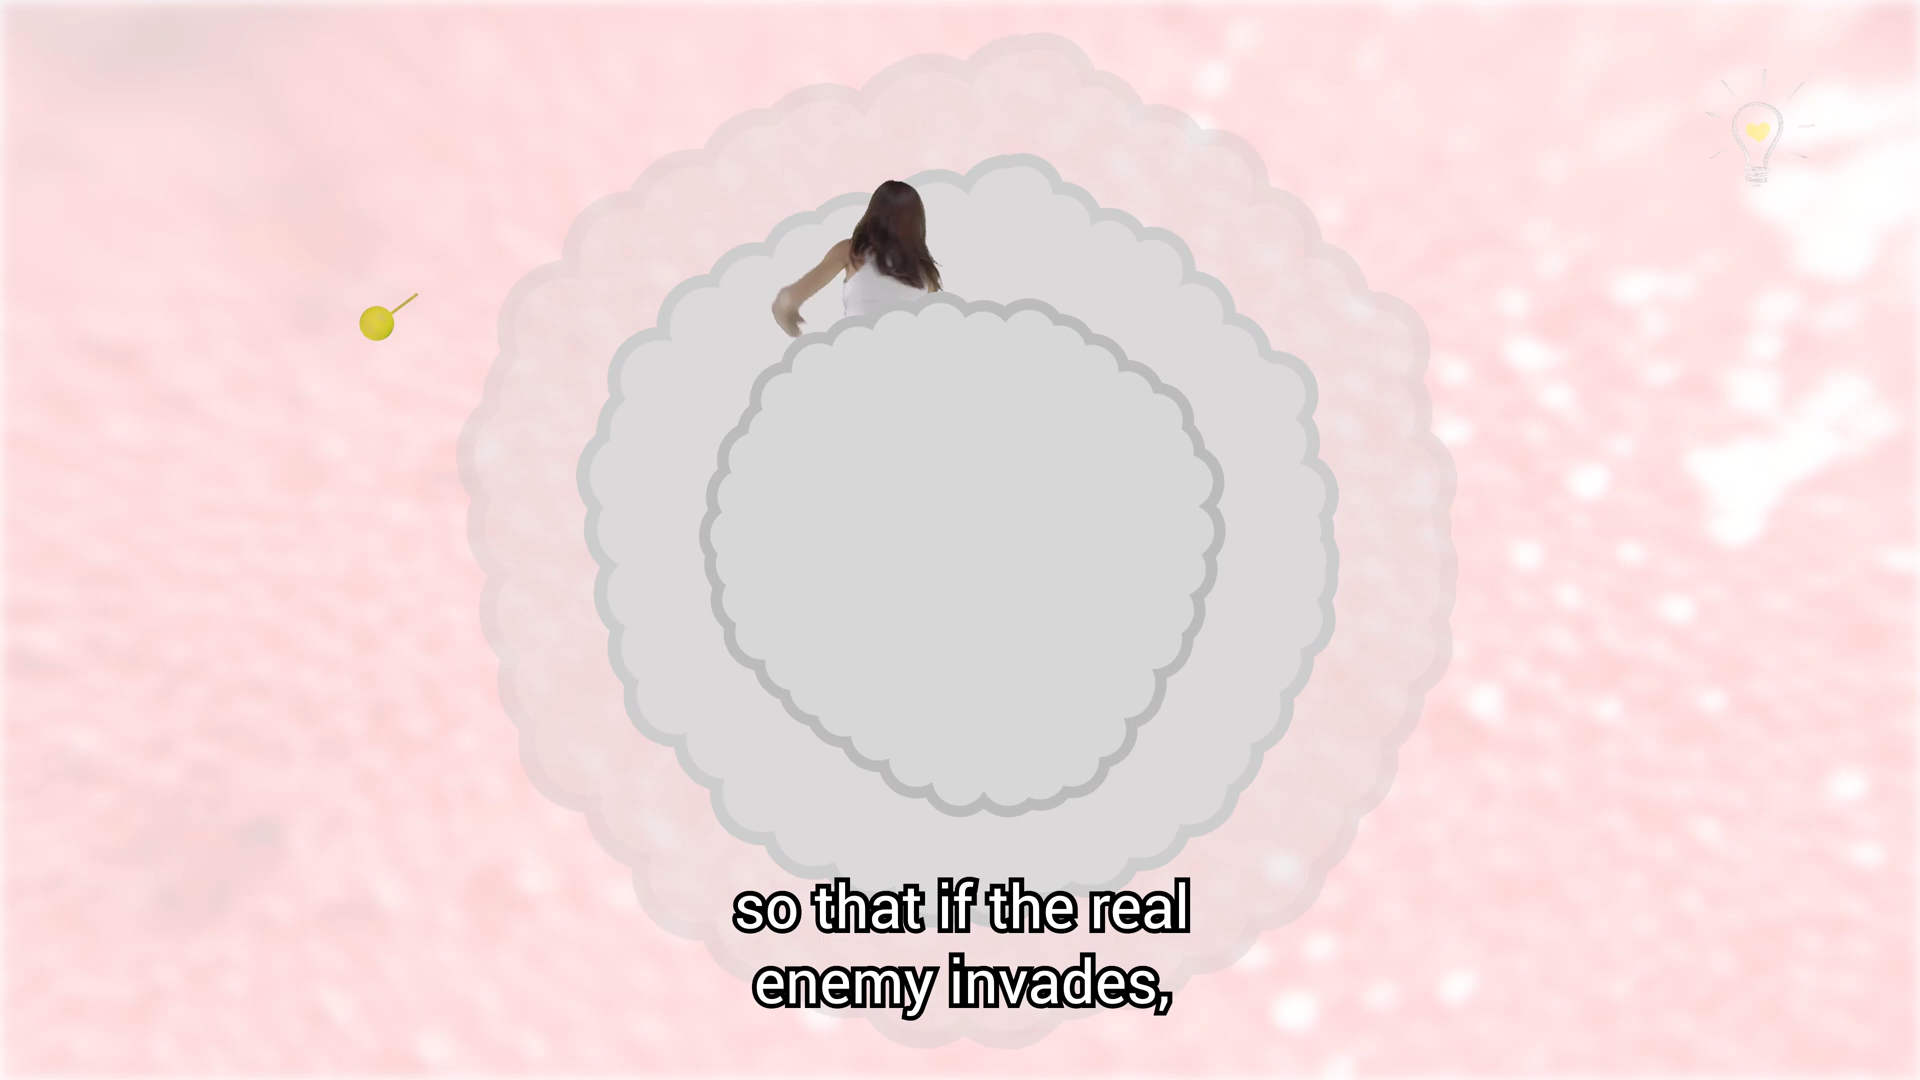 so that if the real
enemy invades,